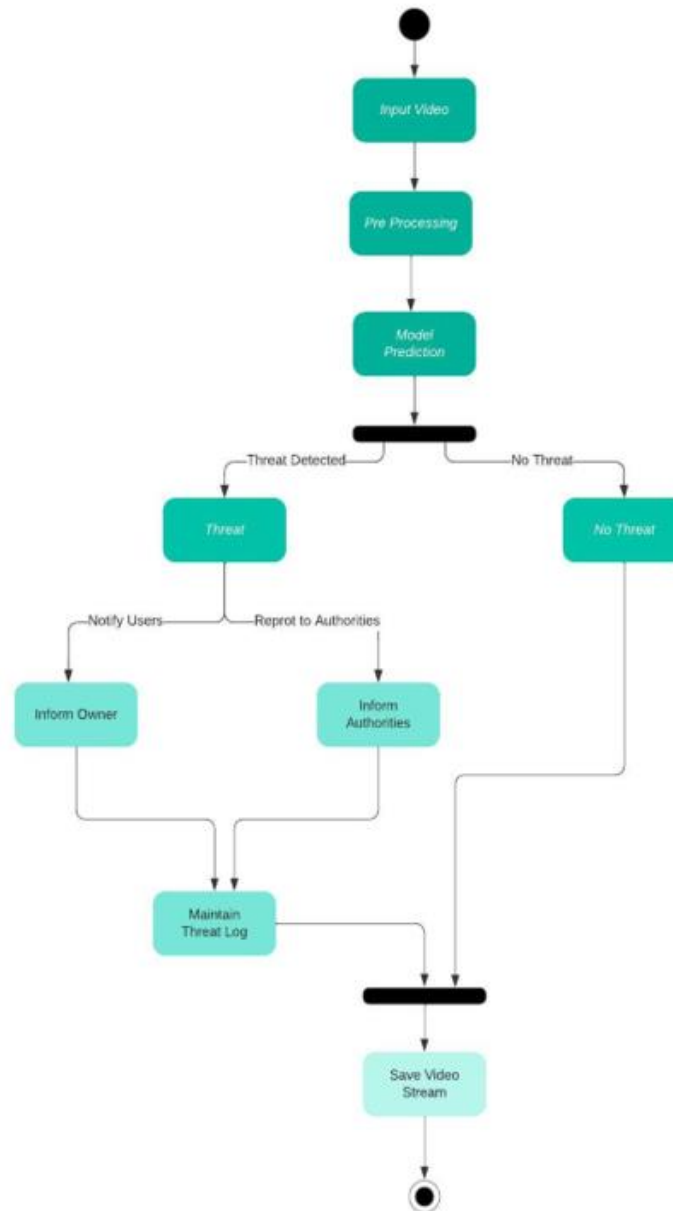 Input Video
Pre Processing
Model
Prediction
Threat Detected
No Threat
Threat
No Threat
Notify Users
Reprot to Authorities
Inform Owner
Inform
Authorities
Maintain
Threat Log
Save Video
Stream